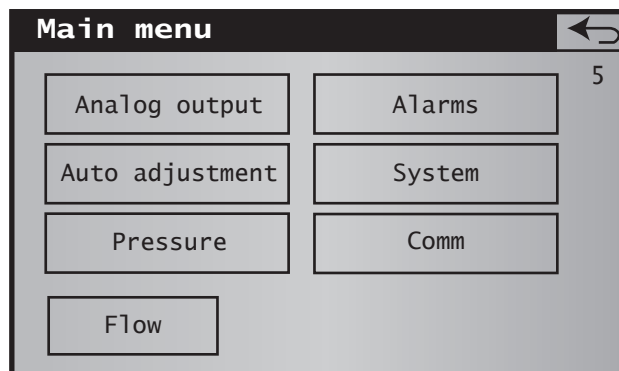 Main menu
5
Analog output
Alarms
Auto adjustment
System
Pressure
Comm
Flow